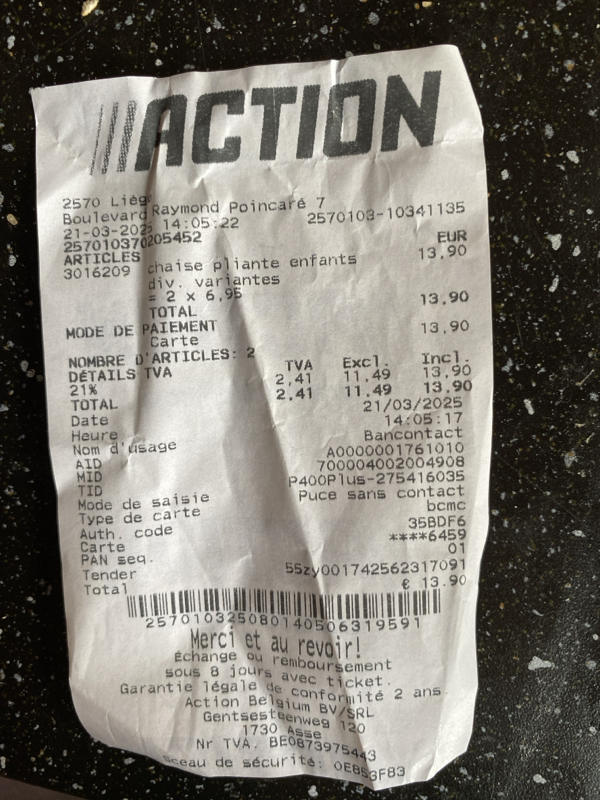 ACTION
2570 Liège
Boulevard Raymond Poincaré 7
21-03-2025 14:05:22 2570103-10341135
257010370205452
ARTICLES EUR
3016209 chaise pliante enfants 13,90
div. variantes
= 2 x 6,95
TOTAL 13,90
MODE DE PAIEMENT
Carte 13,90
NOMBRE D'ARTICLES: 2
DÉTAILS TVA TVA Excl. Incl.
21% 2,41 11,49 13,90
TOTAL 2,41 11,49 13,90
Date 21/03/2025
Heure 14:05:17
Nom d'usage Bancontact
AID A0000001761010
MID 700004002004908
TID P400Plus-275416035
Mode de saisie Puce sans contact
Type de carte bcmc
Auth. code 35BDF6
Carte ****6459
PAN seq. 01
Tender 55zy001742562317091
Total € 13.90
2570103250801405063​19591
Merci et au revoir!
Échange ou remboursement
sous 8 jours avec ticket.
Garantie légale de conformité 2 ans.
Action Belgium BV/SRL
Gentsesteenweg 120
1730 Asse
Nr TVA. BE0873975443
sceau de sécurité: 0E853F83